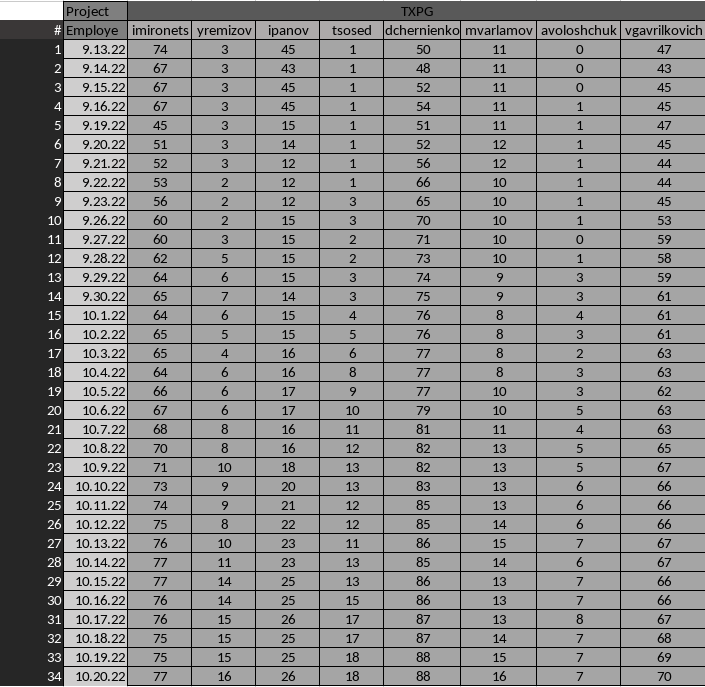 Project TXPG
# Employe imironets yremizov ipanov tsosed dchernienko mvarlamov avoloshchuk vgavrilkovich
1 9.13.22 74 3 45 1 50 11 0 47
2 9.14.22 67 3 43 1 48 11 0 43
3 9.15.22 67 3 45 1 52 11 0 45
4 9.16.22 67 3 45 1 54 11 1 45
5 9.19.22 45 3 15 1 51 11 1 47
6 9.20.22 51 3 14 1 52 12 1 45
7 9.21.22 52 3 12 1 56 12 1 44
8 9.22.22 53 2 12 1 66 10 1 44
9 9.23.22 56 2 12 3 65 10 1 45
10 9.26.22 60 2 15 3 70 10 1 53
11 9.27.22 60 3 15 2 71 10 0 59
12 9.28.22 62 5 15 2 73 10 1 58
13 9.29.22 64 6 15 3 74 9 3 59
14 9.30.22 65 7 14 3 75 9 3 61
15 10.1.22 64 6 15 4 76 8 4 61
16 10.2.22 65 5 15 5 76 8 3 61
17 10.3.22 65 4 16 6 77 8 2 63
18 10.4.22 64 6 16 8 77 8 3 63
19 10.5.22 66 6 17 9 77 10 3 62
20 10.6.22 67 6 17 10 79 10 5 63
21 10.7.22 68 8 16 11 81 11 4 63
22 10.8.22 70 8 16 12 82 13 5 65
23 10.9.22 71 10 18 13 82 13 5 67
24 10.10.22 73 9 20 13 83 13 6 66
25 10.11.22 74 9 21 12 85 13 6 66
26 10.12.22 75 8 22 12 85 14 6 66
27 10.13.22 76 10 23 11 86 15 7 67
28 10.14.22 77 11 23 13 85 14 6 67
29 10.15.22 77 14 25 13 86 13 7 66
30 10.16.22 76 14 25 15 86 13 7 66
31 10.17.22 76 15 26 17 87 13 8 67
32 10.18.22 75 15 25 17 87 14 7 68
33 10.19.22 75 15 25 18 88 15 7 69
34 10.20.22 77 16 26 18 88 16 7 70